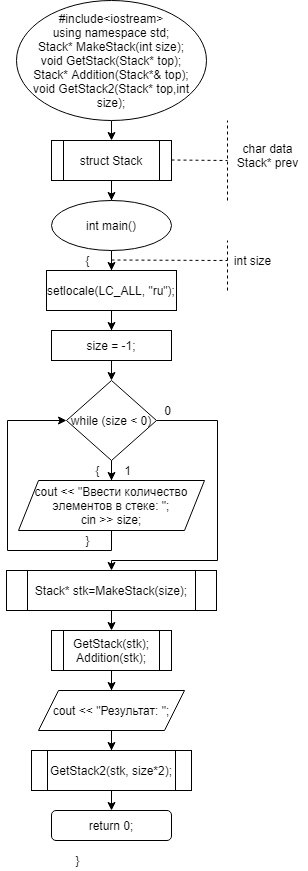 #include<iostream>
using namespace std;
Stack* MakeStack(int size);
void GetStack(Stack* top);
Stack* Addition(Stack*& top);
void GetStack2(Stack* top,int
size);
struct Stack
char data
Stack* prev
int main()
{
int size
setlocale(LC_ALL, "ru");
size = -1;
while (size < 0)
0
{
1
cout << "Ввести количество
элементов в стеке: ";
cin >> size;
}
Stack* stk=MakeStack(size);
GetStack(stk);
Addition(stk);
cout << "Результат: ";
GetStack2(stk, size*2);
return 0;
}